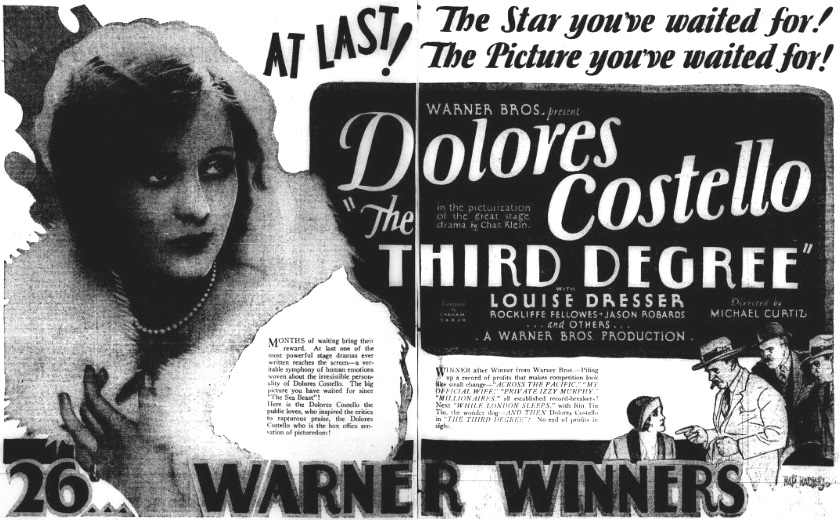 AT LAST!
The Star you've waited for!
The Picture you've waited for!
WARNER BROS. present
Dolores
Costello
in the picturization
of the great stage
drama by Chas. Klein.
"The
THIRD DEGREE"
WITH
LOUISE DRESSER
ROCKLIFFE FELLOWES · JASON ROBARDS
...and OTHERS...
Directed by
MICHAEL CURTIZ
GRAHAM
BAKER
· A WARNER BROS. PRODUCTION ·
MONTHS of waiting bring their
reward. At last one of the
most powerful stage dramas ever
written reaches the screen—a ver-
itable symphony of human emotions
woven about the irresistible person-
ality of Dolores Costello. The big
picture you have waited for since
"The Sea Beast"!
Here is the Dolores Costello the
public loves, who inspired the critics
to rapturous praise, the Dolores
Costello who is the box office sen-
sation of picturedom!
WINNER after Winner from Warner Bros.—Piling
up a record of profits that makes competition look
like small change—"ACROSS THE PACIFIC," "MY
OFFICIAL WIFE," "PRIVATE IZZY MURPHY,"
"MILLIONAIRES," all established record-breakers!
Next "WHILE LONDON SLEEPS," with Rin Tin
Tin, the wonder dog—AND THEN Dolores Costello
in "THE THIRD DEGREE"! No end of profits in
sight.
26... WARNER WINNERS